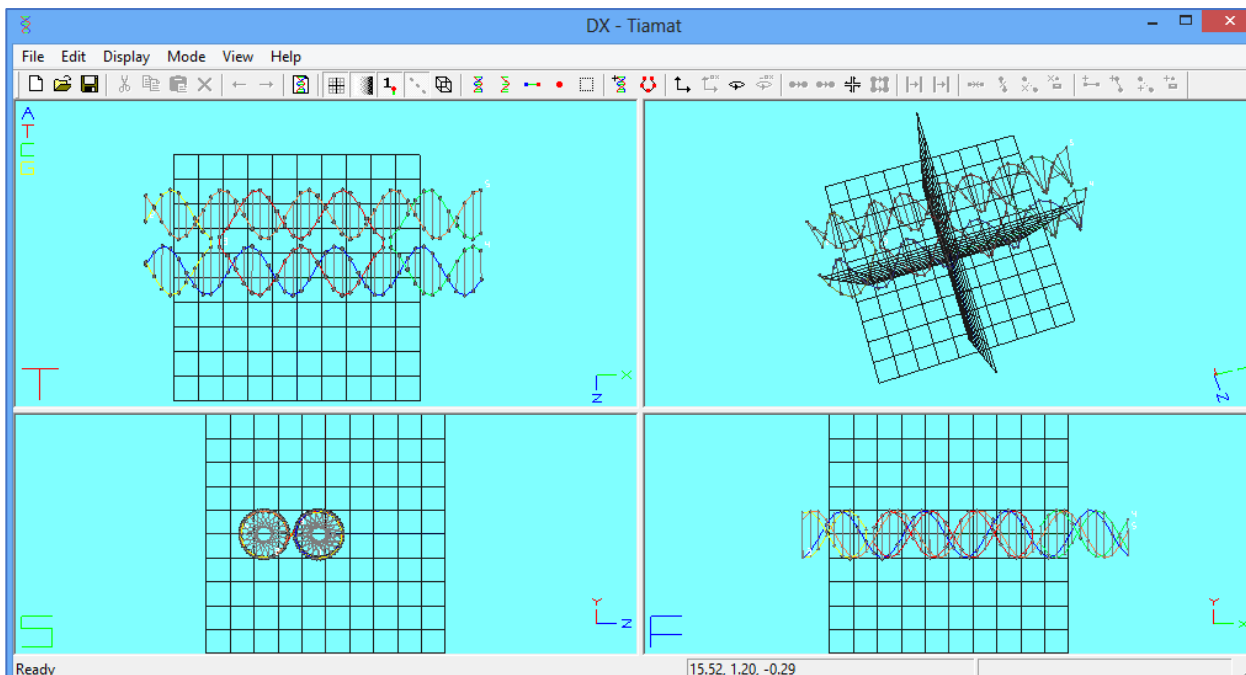 DX - Tiamat
File Edit Display Mode View Help
A
T
C
G
T
X
Z
Z
S
Y
Z
F
Y
X
Ready
15.52, 1.20, -0.29